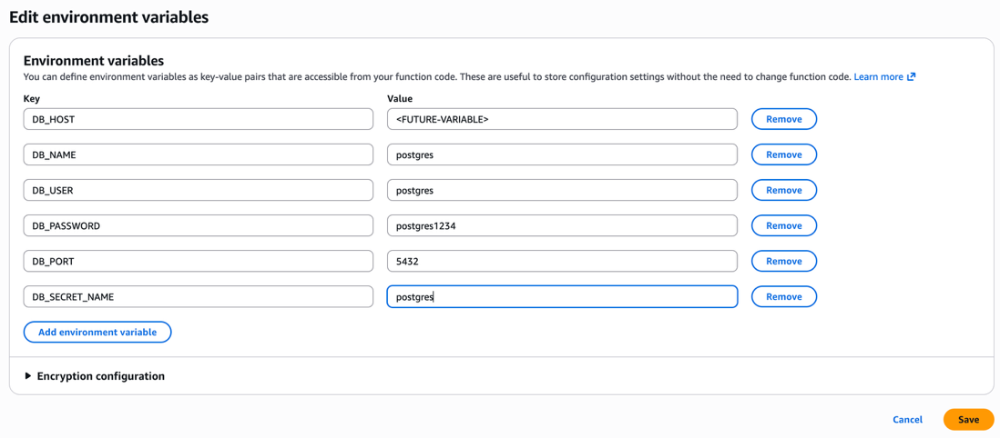 Edit environment variables
Environment variables
You can define environment variables as key-value pairs that are accessible from your function code. These are useful to store configuration settings without the need to change function code. Learn more
Key Value
DB_HOST <FUTURE-VARIABLE> Remove
DB_NAME postgres Remove
DB_USER postgres Remove
DB_PASSWORD postgres1234 Remove
DB_PORT 5432 Remove
DB_SECRET_NAME postgres Remove
Add environment variable
Encryption configuration
Cancel Save